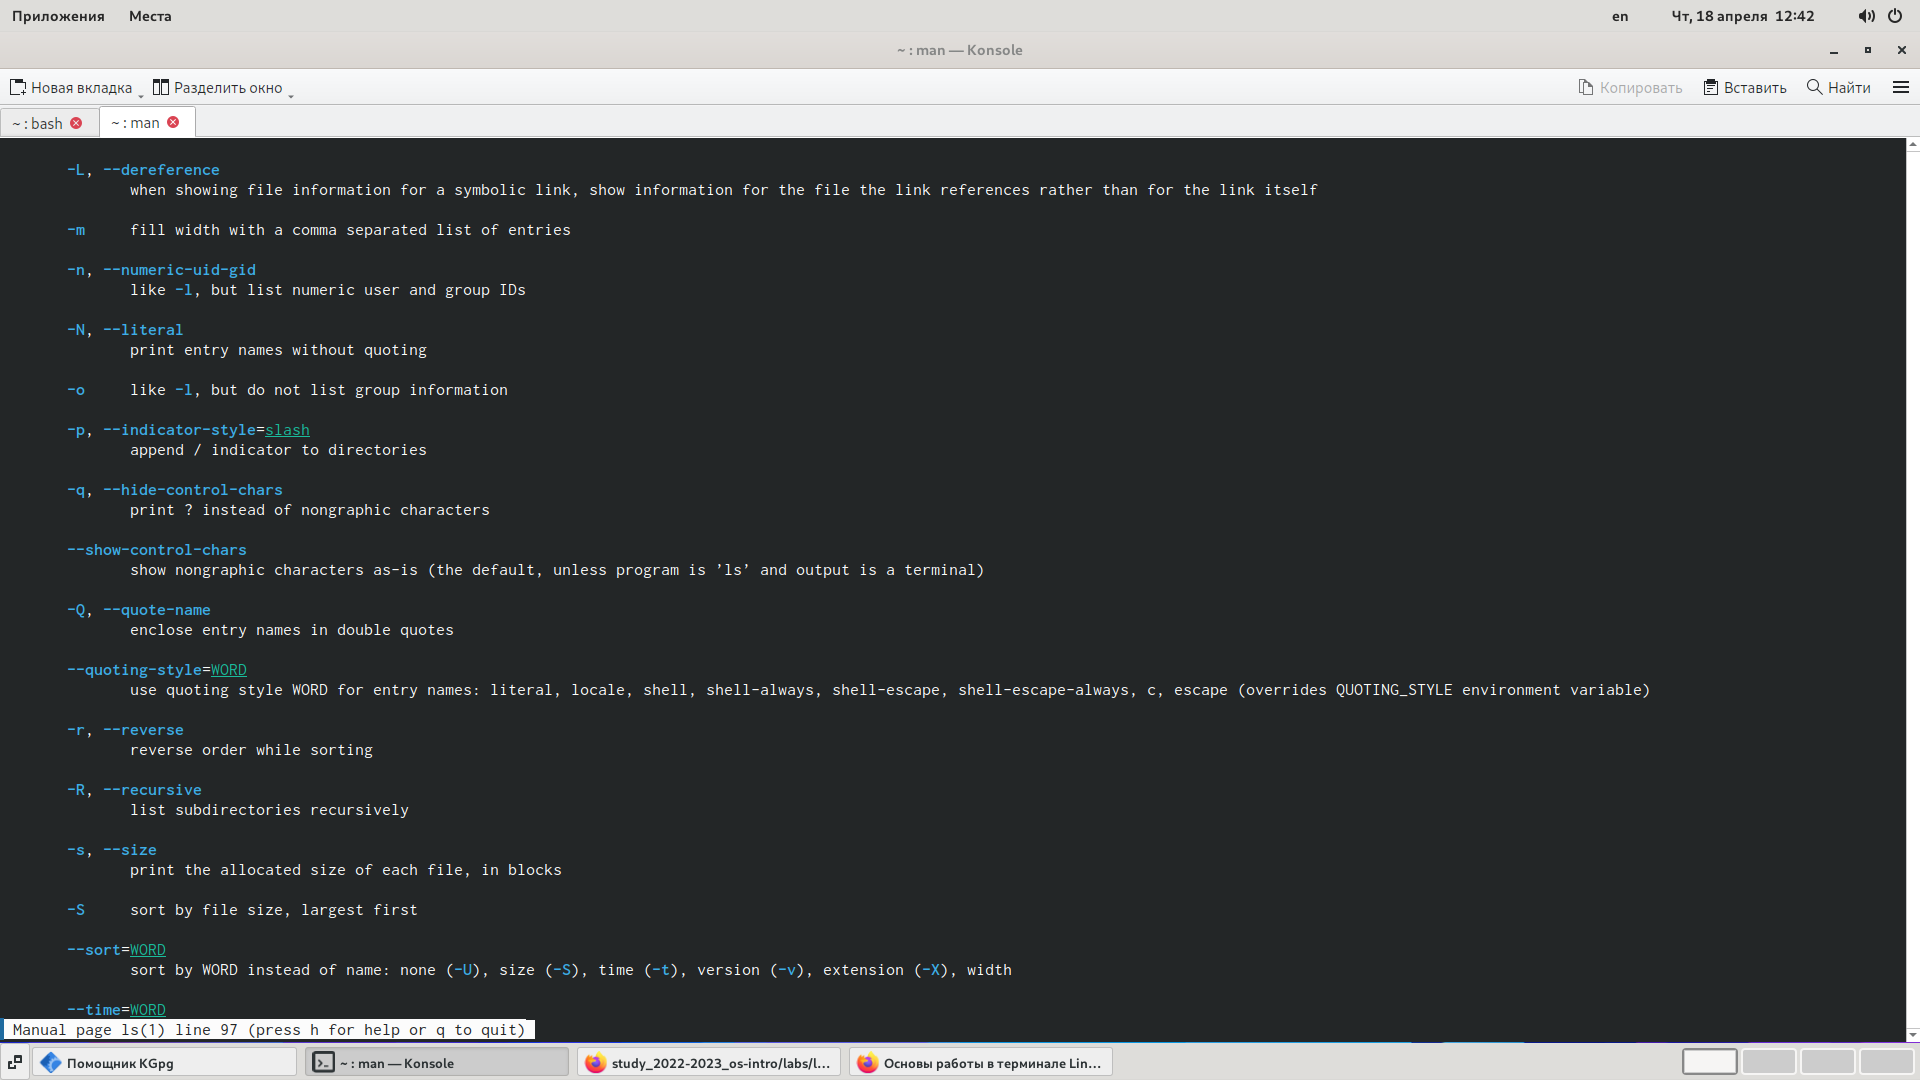 Приложения Места en Чт, 18 апреля 12:42
~ : man — Konsole
Новая вкладка Разделить окно Копировать Вставить Найти
~ : bash ~ : man
-L, --dereference
when showing file information for a symbolic link, show information for the file the link references rather than for the link itself
-m fill width with a comma separated list of entries
-n, --numeric-uid-gid
like -l, but list numeric user and group IDs
-N, --literal
print entry names without quoting
-o like -l, but do not list group information
-p, --indicator-style=slash
append / indicator to directories
-q, --hide-control-chars
print ? instead of nongraphic characters
--show-control-chars
show nongraphic characters as-is (the default, unless program is ’ls’ and output is a terminal)
-Q, --quote-name
enclose entry names in double quotes
--quoting-style=WORD
use quoting style WORD for entry names: literal, locale, shell, shell-always, shell-escape, shell-escape-always, c, escape (overrides QUOTING_STYLE environment variable)
-r, --reverse
reverse order while sorting
-R, --recursive
list subdirectories recursively
-s, --size
print the allocated size of each file, in blocks
-S sort by file size, largest first
--sort=WORD
sort by WORD instead of name: none (-U), size (-S), time (-t), version (-v), extension (-X), width
--time=WORD
Manual page ls(1) line 97 (press h for help or q to quit)
Помощник KGpg ~ : man — Konsole study_2022-2023_os-intro/labs/l... Основы работы в терминале Lin...